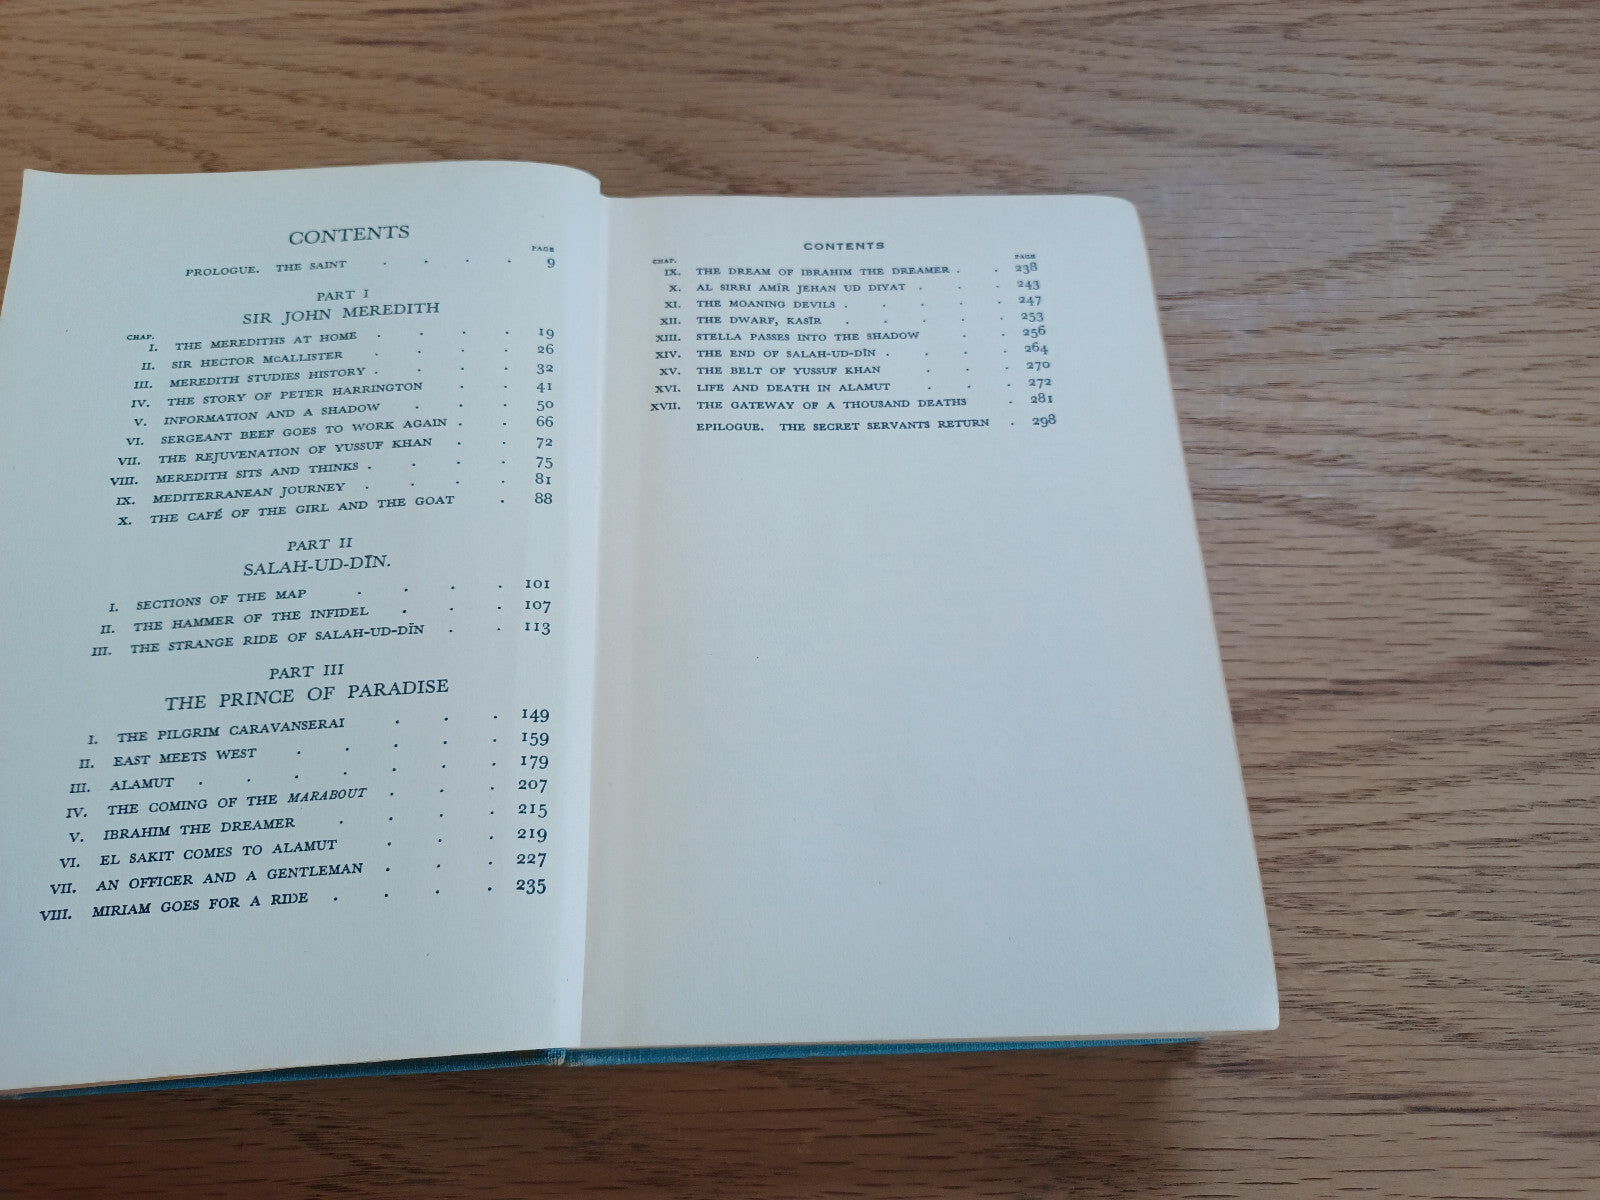 CONTENTS
PAGE
PROLOGUE. THE SAINT . . . . 9
PART I
SIR JOHN MEREDITH
CHAP.
I. THE MEREDITHS AT HOME . . . . 19
II. SIR HECTOR McALLISTER . . . . 26
III. MEREDITH STUDIES HISTORY . . . . 32
IV. THE STORY OF PETER HARRINGTON . . . 41
V. INFORMATION AND A SHADOW . . . 50
VI. SERGEANT BEEF GOES TO WORK AGAIN . . 66
VII. THE REJUVENATION OF YUSSUF KHAN . . 72
VIII. MEREDITH SITS AND THINKS . . . . 75
IX. MEDITERRANEAN JOURNEY . . . . 81
X. THE CAFÉ OF THE GIRL AND THE GOAT . 88
PART II
SALAH-UD-DĪN.
I. SECTIONS OF THE MAP . . . . 101
II. THE HAMMER OF THE INFIDEL . . . 107
III. THE STRANGE RIDE OF SALAH-UD-DĪN . . 113
PART III
THE PRINCE OF PARADISE
I. THE PILGRIM CARAVANSERAI . . . 149
II. EAST MEETS WEST . . . . . 159
III. ALAMUT . . . . . . . 179
IV. THE COMING OF THE MARABOUT . . . 207
V. IBRAHIM THE DREAMER . . . . 215
VI. EL SAKIT COMES TO ALAMUT . . . 219
VII. AN OFFICER AND A GENTLEMAN . . . 227
VIII. MIRIAM GOES FOR A RIDE . . . . 235
CONTENTS
CHAP. PAGE
IX. THE DREAM OF IBRAHIM THE DREAMER . . 238
X. AL SIRRI AMĪR JEHAN UD DIYAT . . . 243
XI. THE MOANING DEVILS . . . . . 247
XII. THE DWARF, KASĪR . . . . . 253
XIII. STELLA PASSES INTO THE SHADOW . . 256
XIV. THE END OF SALAH-UD-DĪN . . . . 264
XV. THE BELT OF YUSSUF KHAN . . . 270
XVI. LIFE AND DEATH IN ALAMUT . . . 272
XVII. THE GATEWAY OF A THOUSAND DEATHS . 281
EPILOGUE. THE SECRET SERVANTS RETURN . 298